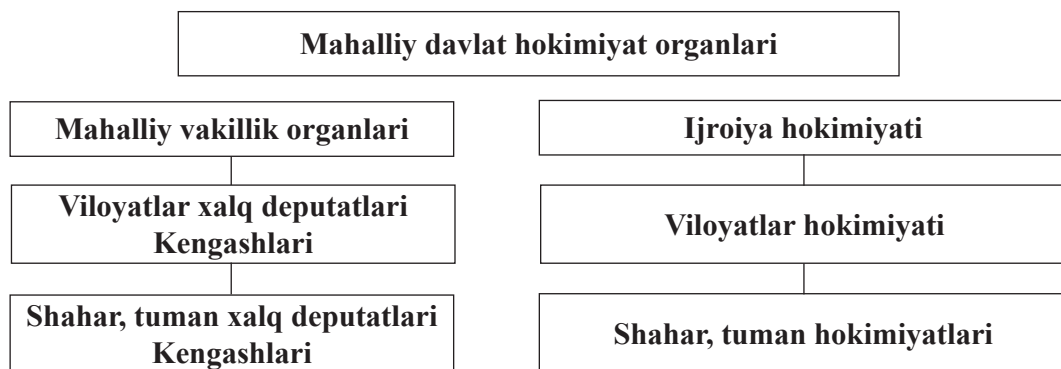 Mahalliy davlat hokimiyat organlari
Mahalliy vakillik organlari
Viloyatlar xalq deputatlari
Kengashlari
Shahar, tuman xalq deputatlari
Kengashlari
Ijroiya hokimiyati
Viloyatlar hokimiyati
Shahar, tuman hokimiyatlari